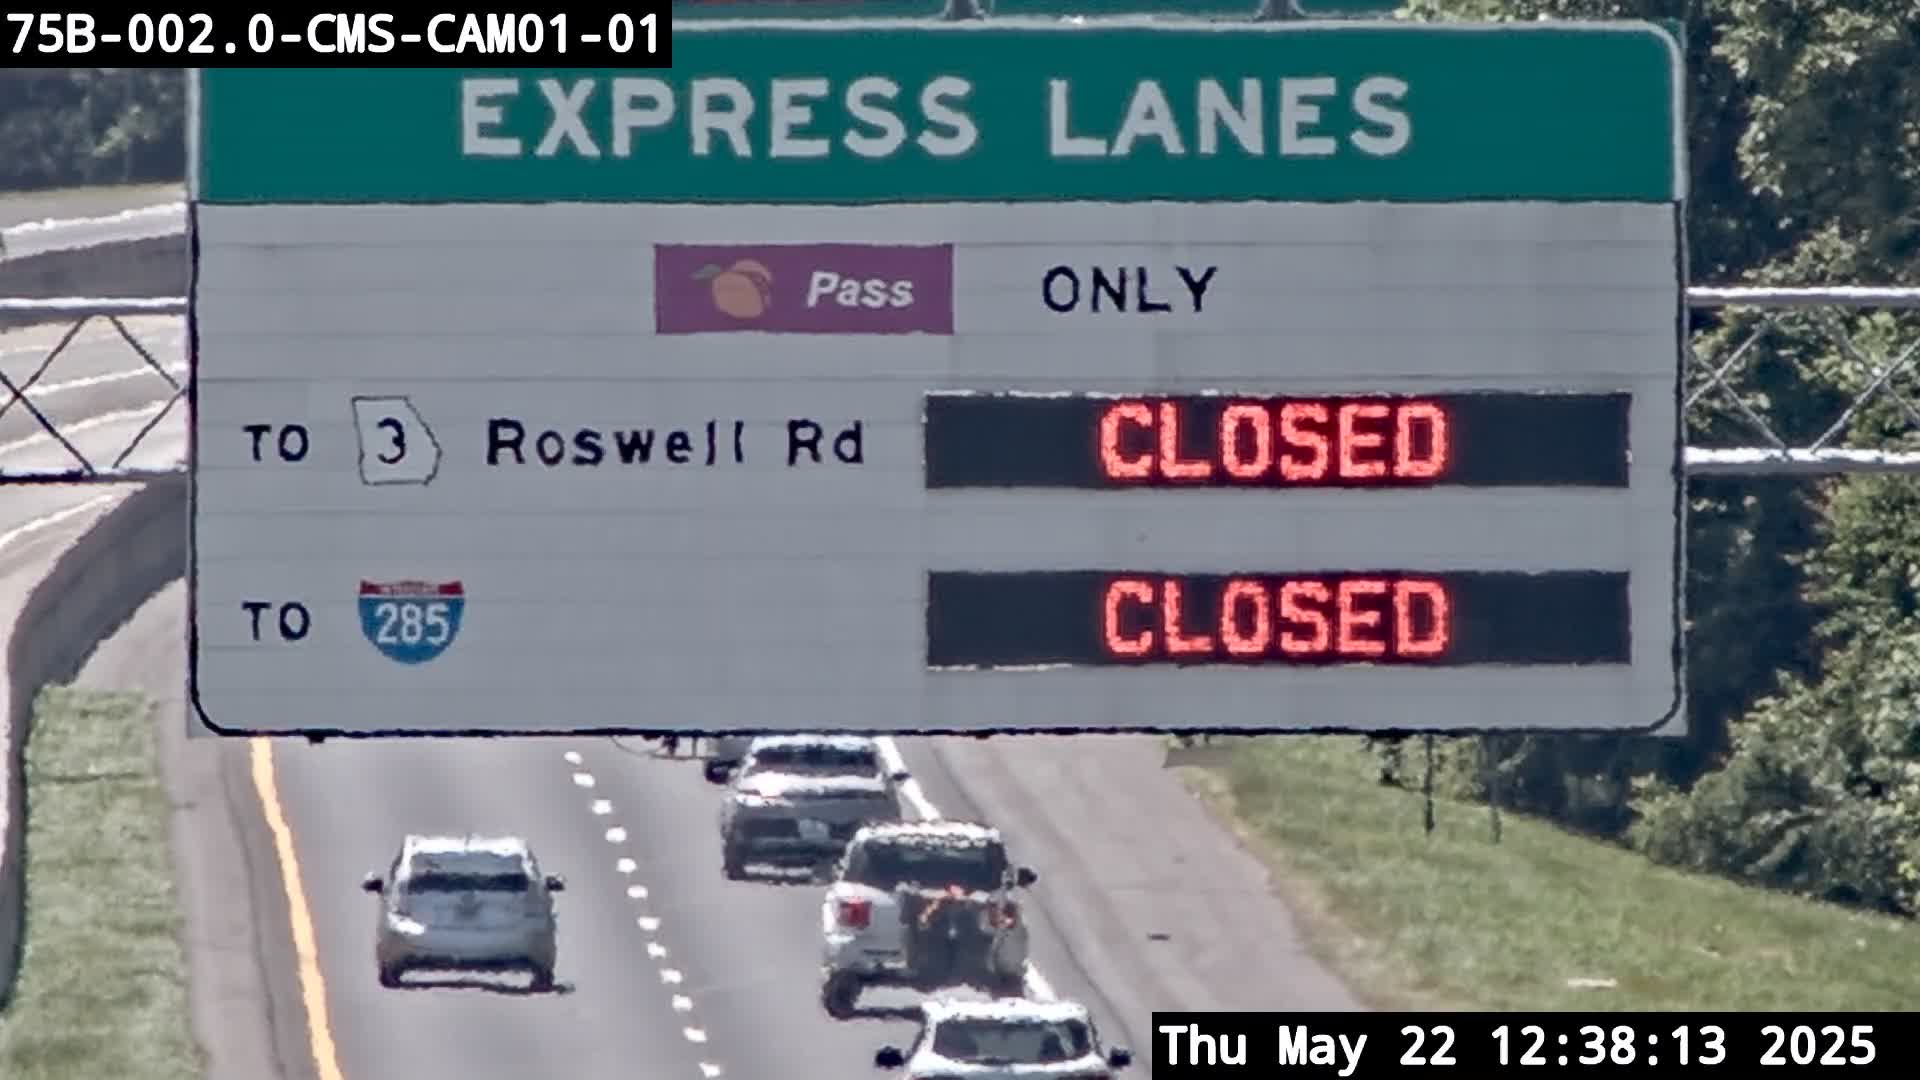 75B-002.0-CMS-CAM01-01
EXPRESS LANES
Pass ONLY
TO 3 Roswell Rd CLOSED
TO INTERSTATE 285 CLOSED
Thu May 22 12:38:13 2025